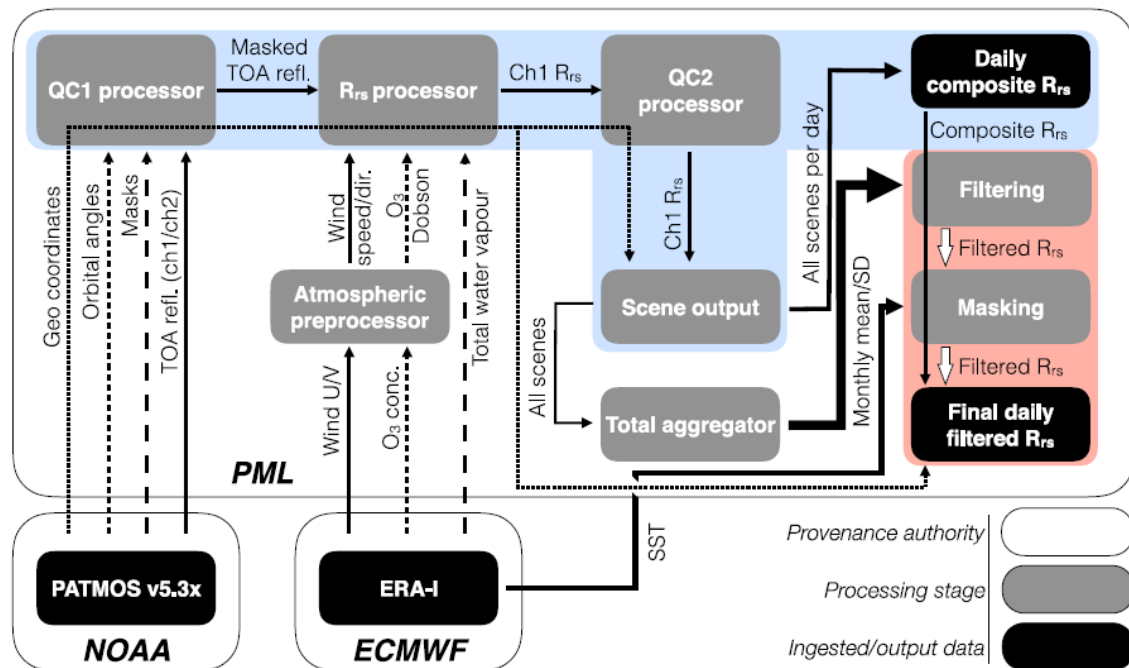 QC1 processor
Masked
TOA refl.
Rrs processor
Ch1 Rrs
QC2
processor
Daily
composite Rrs
All scenes per day
Composite Rrs
Filtering
Filtered Rrs
Masking
Filtered Rrs
Final daily
filtered Rrs
Geo coordinates
Orbital angles
Masks
TOA refl. (ch1/ch2)
Wind
speed/dir.
O3
Dobson
Total water vapour
Ch1 Rrs
Atmospheric
preprocessor
Scene output
Monthly mean/SD
Wind U/V
O3 conc.
All scenes
Total aggregator
PML
SST
PATMOS v5.3x
NOAA
ERA-I
ECMWF
Provenance authority
Processing stage
Ingested/output data